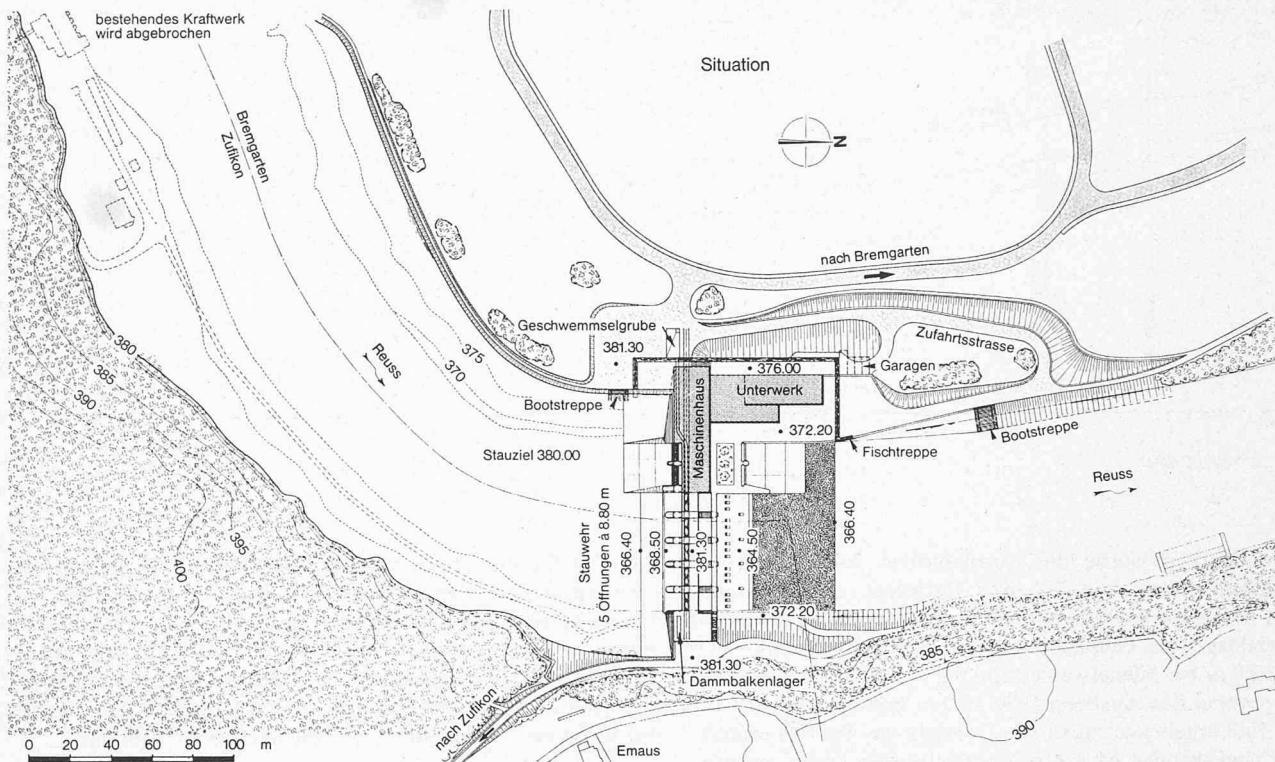 bestehendes Kraftwerk
wird abgebrochen
Situation
N
Bremgarten
Zufikon
nach Bremgarten
Reuss
375
370
380
385
390
395
400
Geschwemmselgrube
381.30
Zufahrtsstrasse
376.00
Garagen
Unterwerk
Maschinenhaus
Bootstreppe
372.20
Bootstreppe
Fischtreppe
Stauziel 380.00
Reuss
Stauwehr
5 Öffnungen à 8.80 m
366.40
368.50
381.30
364.50
366.40
372.20
381.30
Dammbalkenlager
385
390
nach Zufikon
Emaus
0 20 40 60 80 100 m